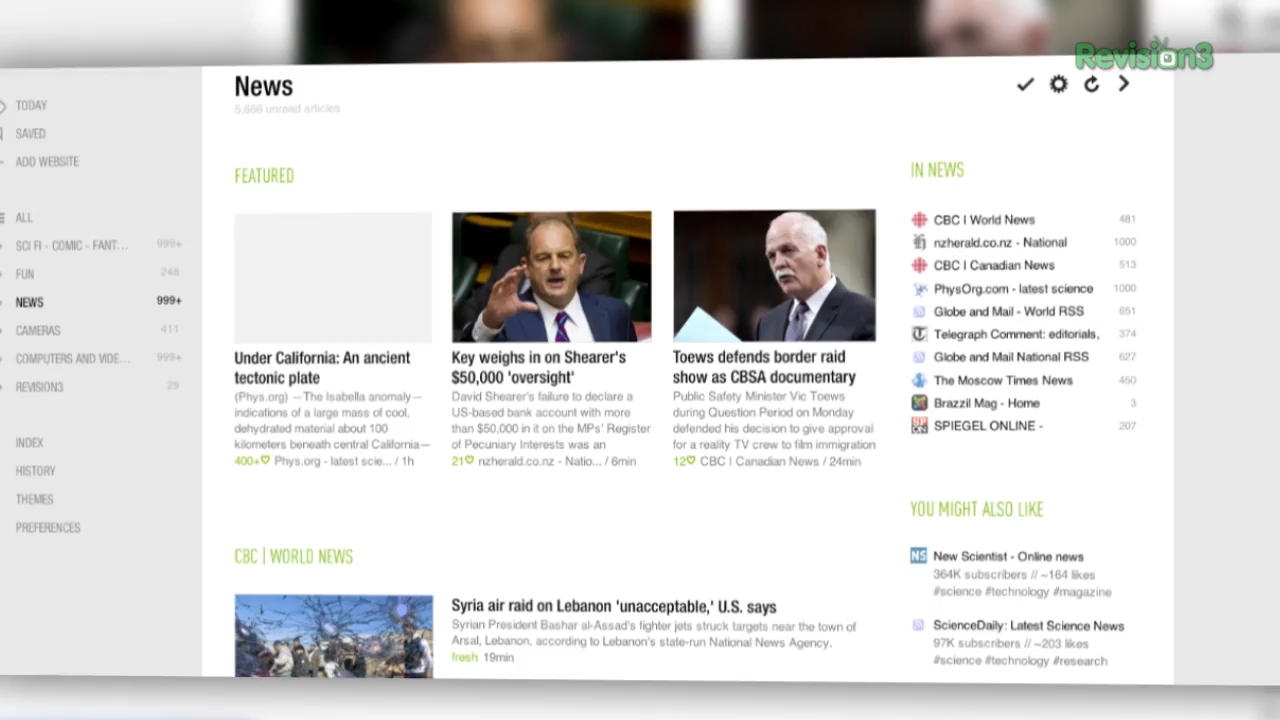 Revision3
News
5,666 unread articles
TODAY
SAVED
ADD WEBSITE
ALL
SCI FI - COMIC - FANT... 999+
FUN 248
NEWS 999+
CAMERAS 411
COMPUTERS AND VIDE... 999+
REVISION3 29
INDEX
HISTORY
THEMES
PREFERENCES
FEATURED
Under California: An ancient
tectonic plate
(Phys.org) —The Isabella anomaly—
indications of a large mass of cool,
dehydrated material about 100
kilometers beneath central California—
400+ Phys.org - latest scie... / 1h
Key weighs in on Shearer's
$50,000 'oversight'
David Shearer's failure to declare a
US-based bank account with more
than $50,000 in it on the MPs' Register
of Pecuniary Interests was an
21 nzherald.co.nz - Natio... / 6min
Toews defends border raid
show as CBSA documentary
Public Safety Minister Vic Toews
during Question Period on Monday
defended his decision to give approval
for a reality TV crew to film immigration
12 CBC | Canadian News / 24min
CBC | WORLD NEWS
Syria air raid on Lebanon 'unacceptable,' U.S. says
Syrian President Bashar al-Assad's fighter jets struck targets near the town of
Arsal, Lebanon, according to Lebanon's state-run National News Agency.
fresh 19min
IN NEWS
CBC | World News 481
nzherald.co.nz - National 1000
CBC | Canadian News 513
PhysOrg.com - latest science 1000
Globe and Mail - World RSS 651
Telegraph Comment: editorials, 374
Globe and Mail National RSS 627
The Moscow Times News 450
Brazzil Mag - Home 3
SPIEGEL ONLINE - 207
YOU MIGHT ALSO LIKE
NS New Scientist - Online news
364K subscribers // ~164 likes
#science #technology #magazine
ScienceDaily: Latest Science News
97K subscribers // ~203 likes
#science #technology #research